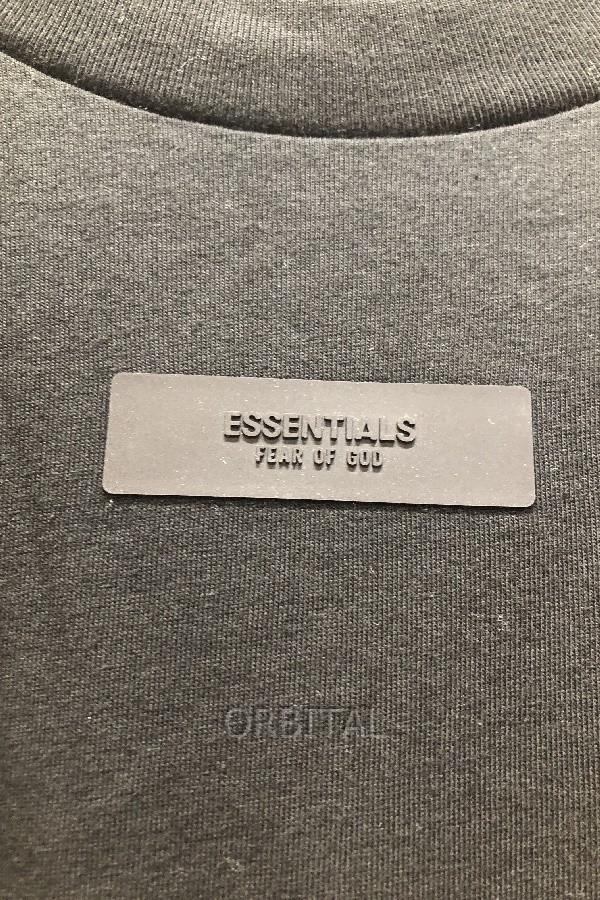 ESSENTIALS
FEAR OF GOD
ORBITAL